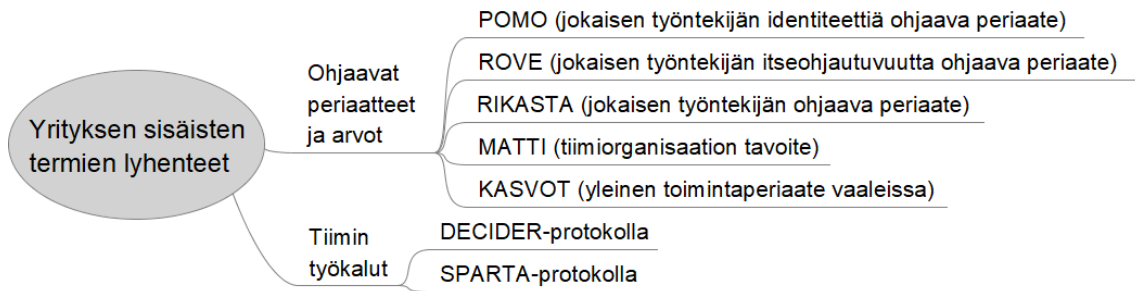 Yrityksen sisäisten
termien lyhenteet
Ohjaavat
periaatteet
ja arvot
POMO (jokaisen työntekijän identiteettiä ohjaava periaate)
ROVE (jokaisen työntekijän itseohjautuvuutta ohjaava periaate)
RIKASTA (jokaisen työntekijän ohjaava periaate)
MATTI (tiimiorganisaation tavoite)
KASVOT (yleinen toimintaperiaate vaaleissa)
Tiimin
työkalut
DECIDER-protokolla
SPARTA-protokolla